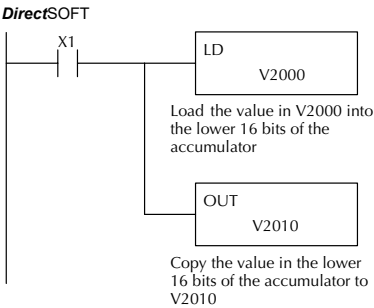 DirectSOFT
X1
LD
V2000
Load the value in V2000 into
the lower 16 bits of the
accumulator
OUT
V2010
Copy the value in the lower
16 bits of the accumulator to
V2010